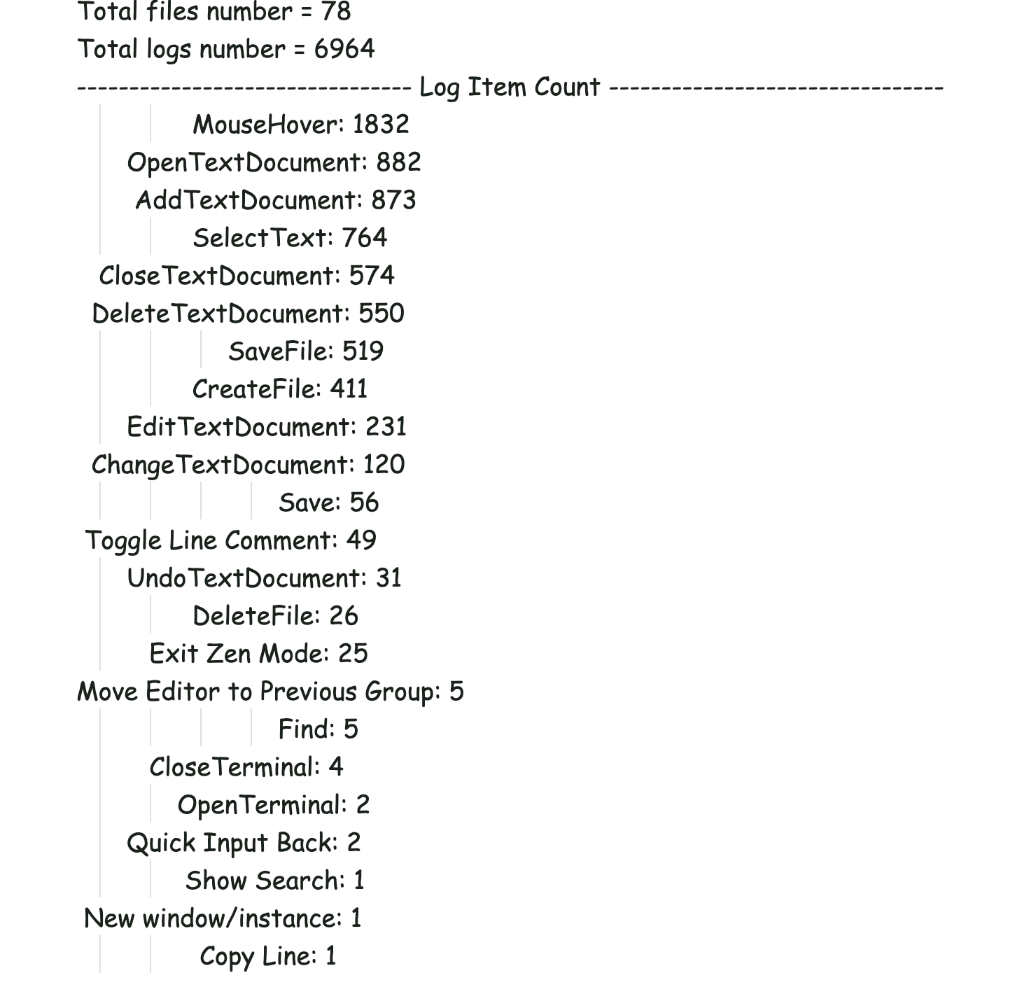 Total files number = 78
Total logs number = 6964
-------------------------------- Log Item Count --------------------------------
MouseHover: 1832
OpenTextDocument: 882
AddTextDocument: 873
SelectText: 764
CloseTextDocument: 574
DeleteTextDocument: 550
SaveFile: 519
CreateFile: 411
EditTextDocument: 231
ChangeTextDocument: 120
Save: 56
Toggle Line Comment: 49
UndoTextDocument: 31
DeleteFile: 26
Exit Zen Mode: 25
Move Editor to Previous Group: 5
Find: 5
CloseTerminal: 4
OpenTerminal: 2
Quick Input Back: 2
Show Search: 1
New window/instance: 1
Copy Line: 1